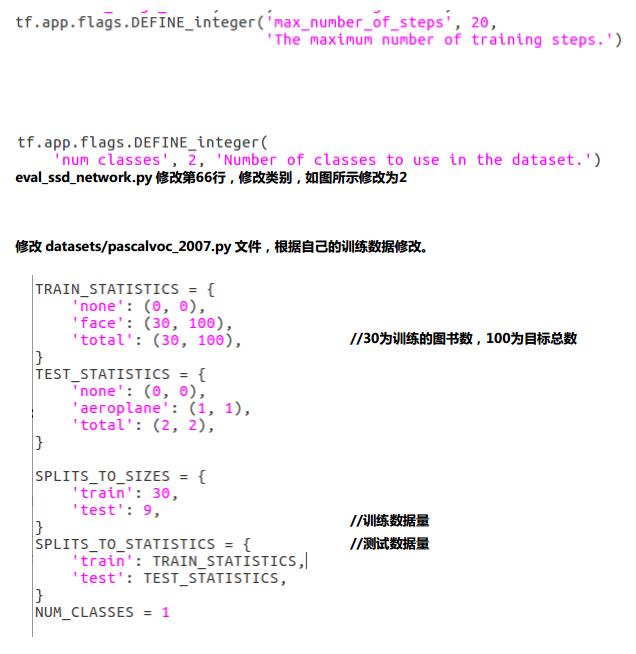 tf.app.flags.DEFINE_integer('max_number_of_steps', 20,
'The maximum number of training steps.')
tf.app.flags.DEFINE_integer(
'num classes', 2, 'Number of classes to use in the dataset.')
eval_ssd_network.py 修改第66行，修改类别，如图所示修改为2
修改 datasets/pascalvoc_2007.py 文件，根据自己的训练数据修改。
TRAIN_STATISTICS = {
'none': (0, 0),
'face': (30, 100),
'total': (30, 100), //30为训练的图书数，100为目标总数
}
TEST_STATISTICS = {
'none': (0, 0),
'aeroplane': (1, 1),
'total': (2, 2),
}
SPLITS_TO_SIZES = {
'train': 30,
'test': 9,
} //训练数据量
SPLITS_TO_STATISTICS = { //测试数据量
'train': TRAIN_STATISTICS,
'test': TEST_STATISTICS,
}
NUM_CLASSES = 1